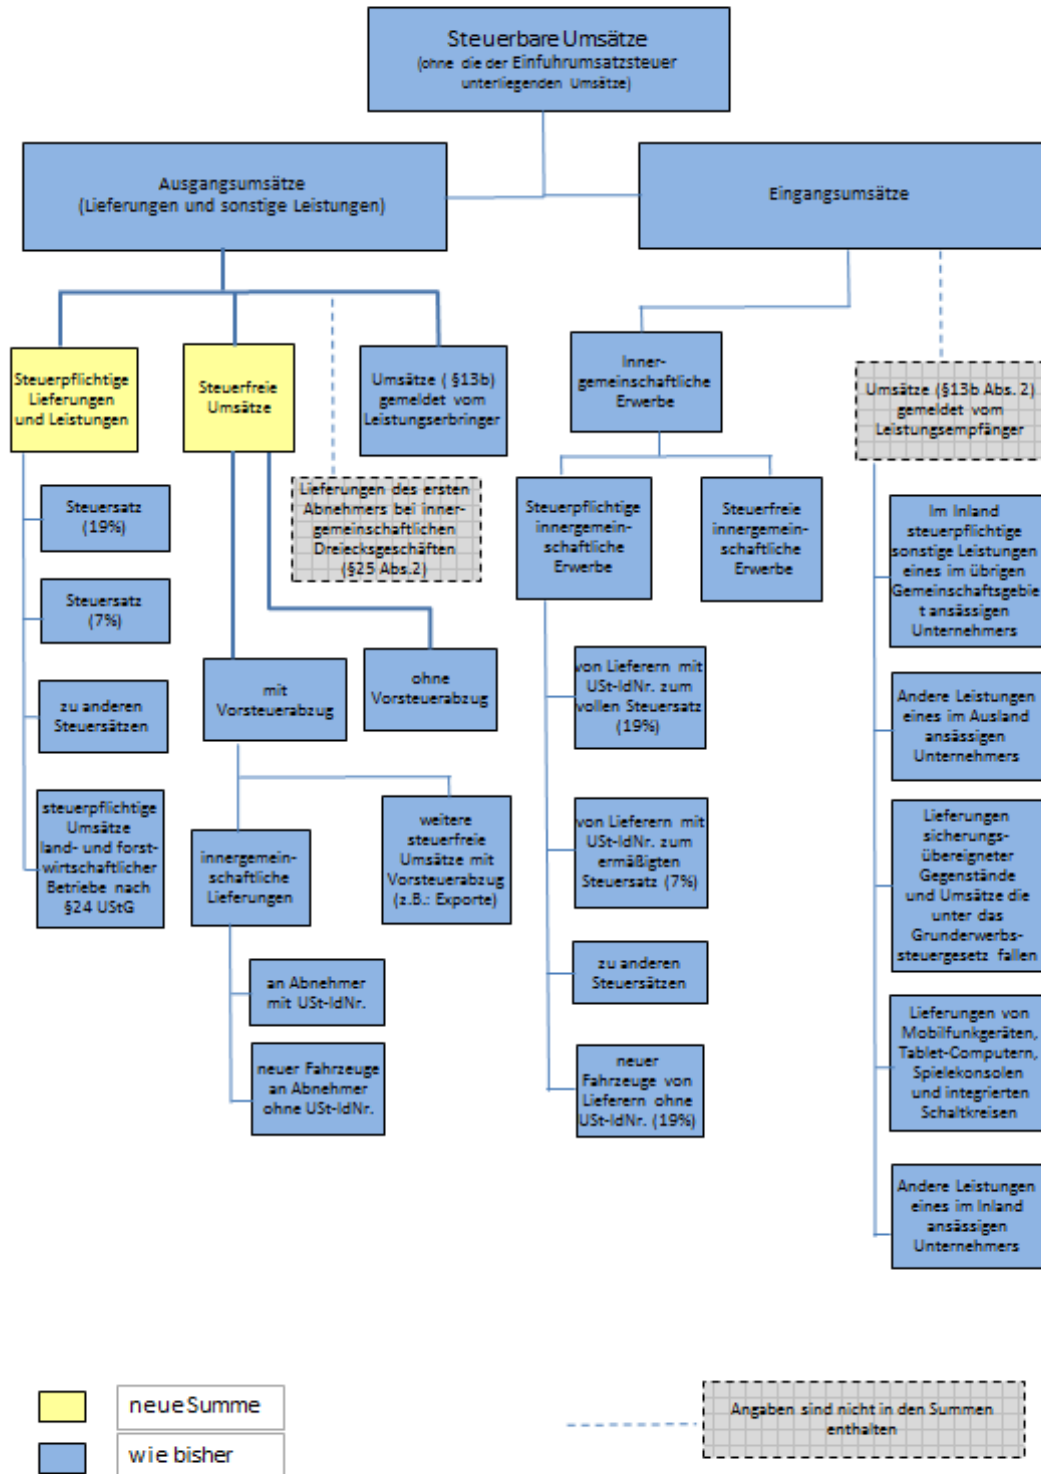 Steuerbare Umsätze
(ohne die der Einfuhrumsatzsteuer
unterliegenden Umsätze)
Ausgangsumsätze
(Lieferungen und sonstige Leistungen)
Eingangsumsätze
Steuerpflichtige
Lieferungen
und Leistungen
Steuerfreie
Umsätze
Umsätze ( §13b)
gemeldet vom
Leistungserbringer
Inner-
gemeinschaftliche
Erwerbe
Umsätze (§13b Abs. 2)
gemeldet vom
Leistungsempfänger
Lieferungen des ersten
Abnehmers bei inner-
gemeinschaftlichen
Dreiecksgeschäften
(§25 Abs.2)
Steuersatz
(19%)
Steuersatz
(7%)
zu anderen
Steuersätzen
steuerpflichtige
Umsätze
land- und forst-
wirtschaftlicher
Betriebe nach
§24 UStG
mit
Vorsteuerabzug
ohne
Vorsteuerabzug
innergemein-
schaftliche
Lieferungen
weitere
steuerfreie
Umsätze mit
Vorsteuerabzug
(z.B.: Exporte)
an Abnehmer
mit USt-IdNr.
neuer Fahrzeuge
an Abnehmer
ohne USt-IdNr.
Steuerpflichtige
innergemein-
schaftliche
Erwerbe
Steuerfreie
innergemein-
schaftliche
Erwerbe
von Lieferern mit
USt-IdNr. zum
vollen Steuersatz
(19%)
von Lieferern mit
USt-IdNr. zum
ermäßigten
Steuersatz (7%)
zu anderen
Steuersätzen
neuer
Fahrzeuge von
Lieferern ohne
USt-IdNr. (19%)
Im Inland
steuerpflichtige
sonstige Leistungen
eines im übrigen
Gemeinschaftsgebie
t ansässigen
Unternehmers
Andere Leistungen
eines im Ausland
ansässigen
Unternehmers
Lieferungen
sicherungs-
übereigneter
Gegenstände
und Umsätze die
unter das
Grunderwerbs-
steuergesetz fallen
Lieferungen von
Mobilfunkgeräten,
Tablet-Computern,
Spielekonsolen
und integrierten
Schaltkreisen
Andere Leistungen
eines im Inland
ansässigen
Unternehmers
neue Summe
wie bisher
Angaben sind nicht in den Summen
enthalten